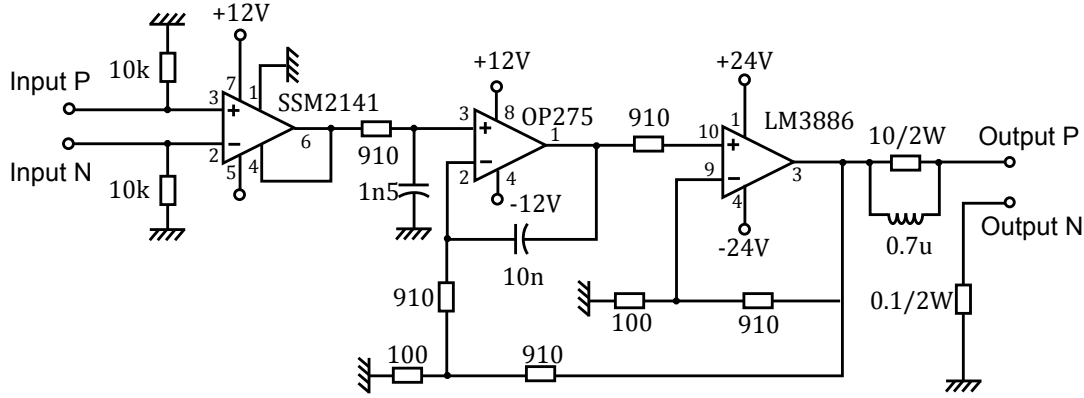 +12V
10k
Input P
7
1
3
+
SSM2141
6
Input N
2
−
4
5
10k
910
1n5
+12V
3
+
8
OP275
1
2
−
4
-12V
10n
910
100
910
910
+24V
10
+
1
LM3886
9
−
3
4
-24V
100
910
10/2W
0.7u
Output P
Output N
0.1/2W